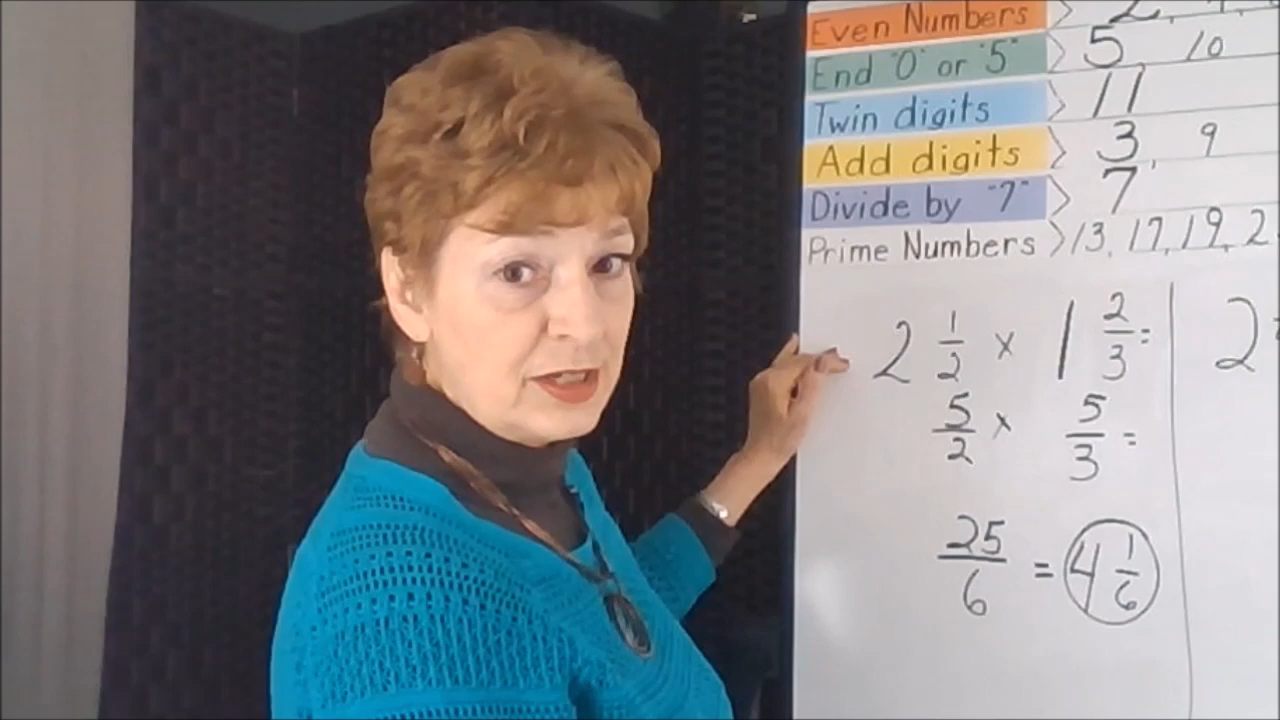 Even Numbers > 2,
End "0" or "5" > 5, 10
Twin digits > 11
Add digits > 3, 9
Divide by "7" > 7
Prime Numbers > 13, 17, 19, 2
2 1/2 x 1 2/3 =
5/2 x 5/3 =
25/6 = 4 1/6
2